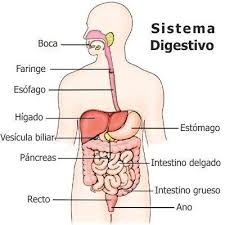 Sistema
Digestivo
Boca
Faringe
Esófago
Hígado
Vesícula biliar
Páncreas
Recto
Estómago
Intestino delgado
Intestino grueso
Ano